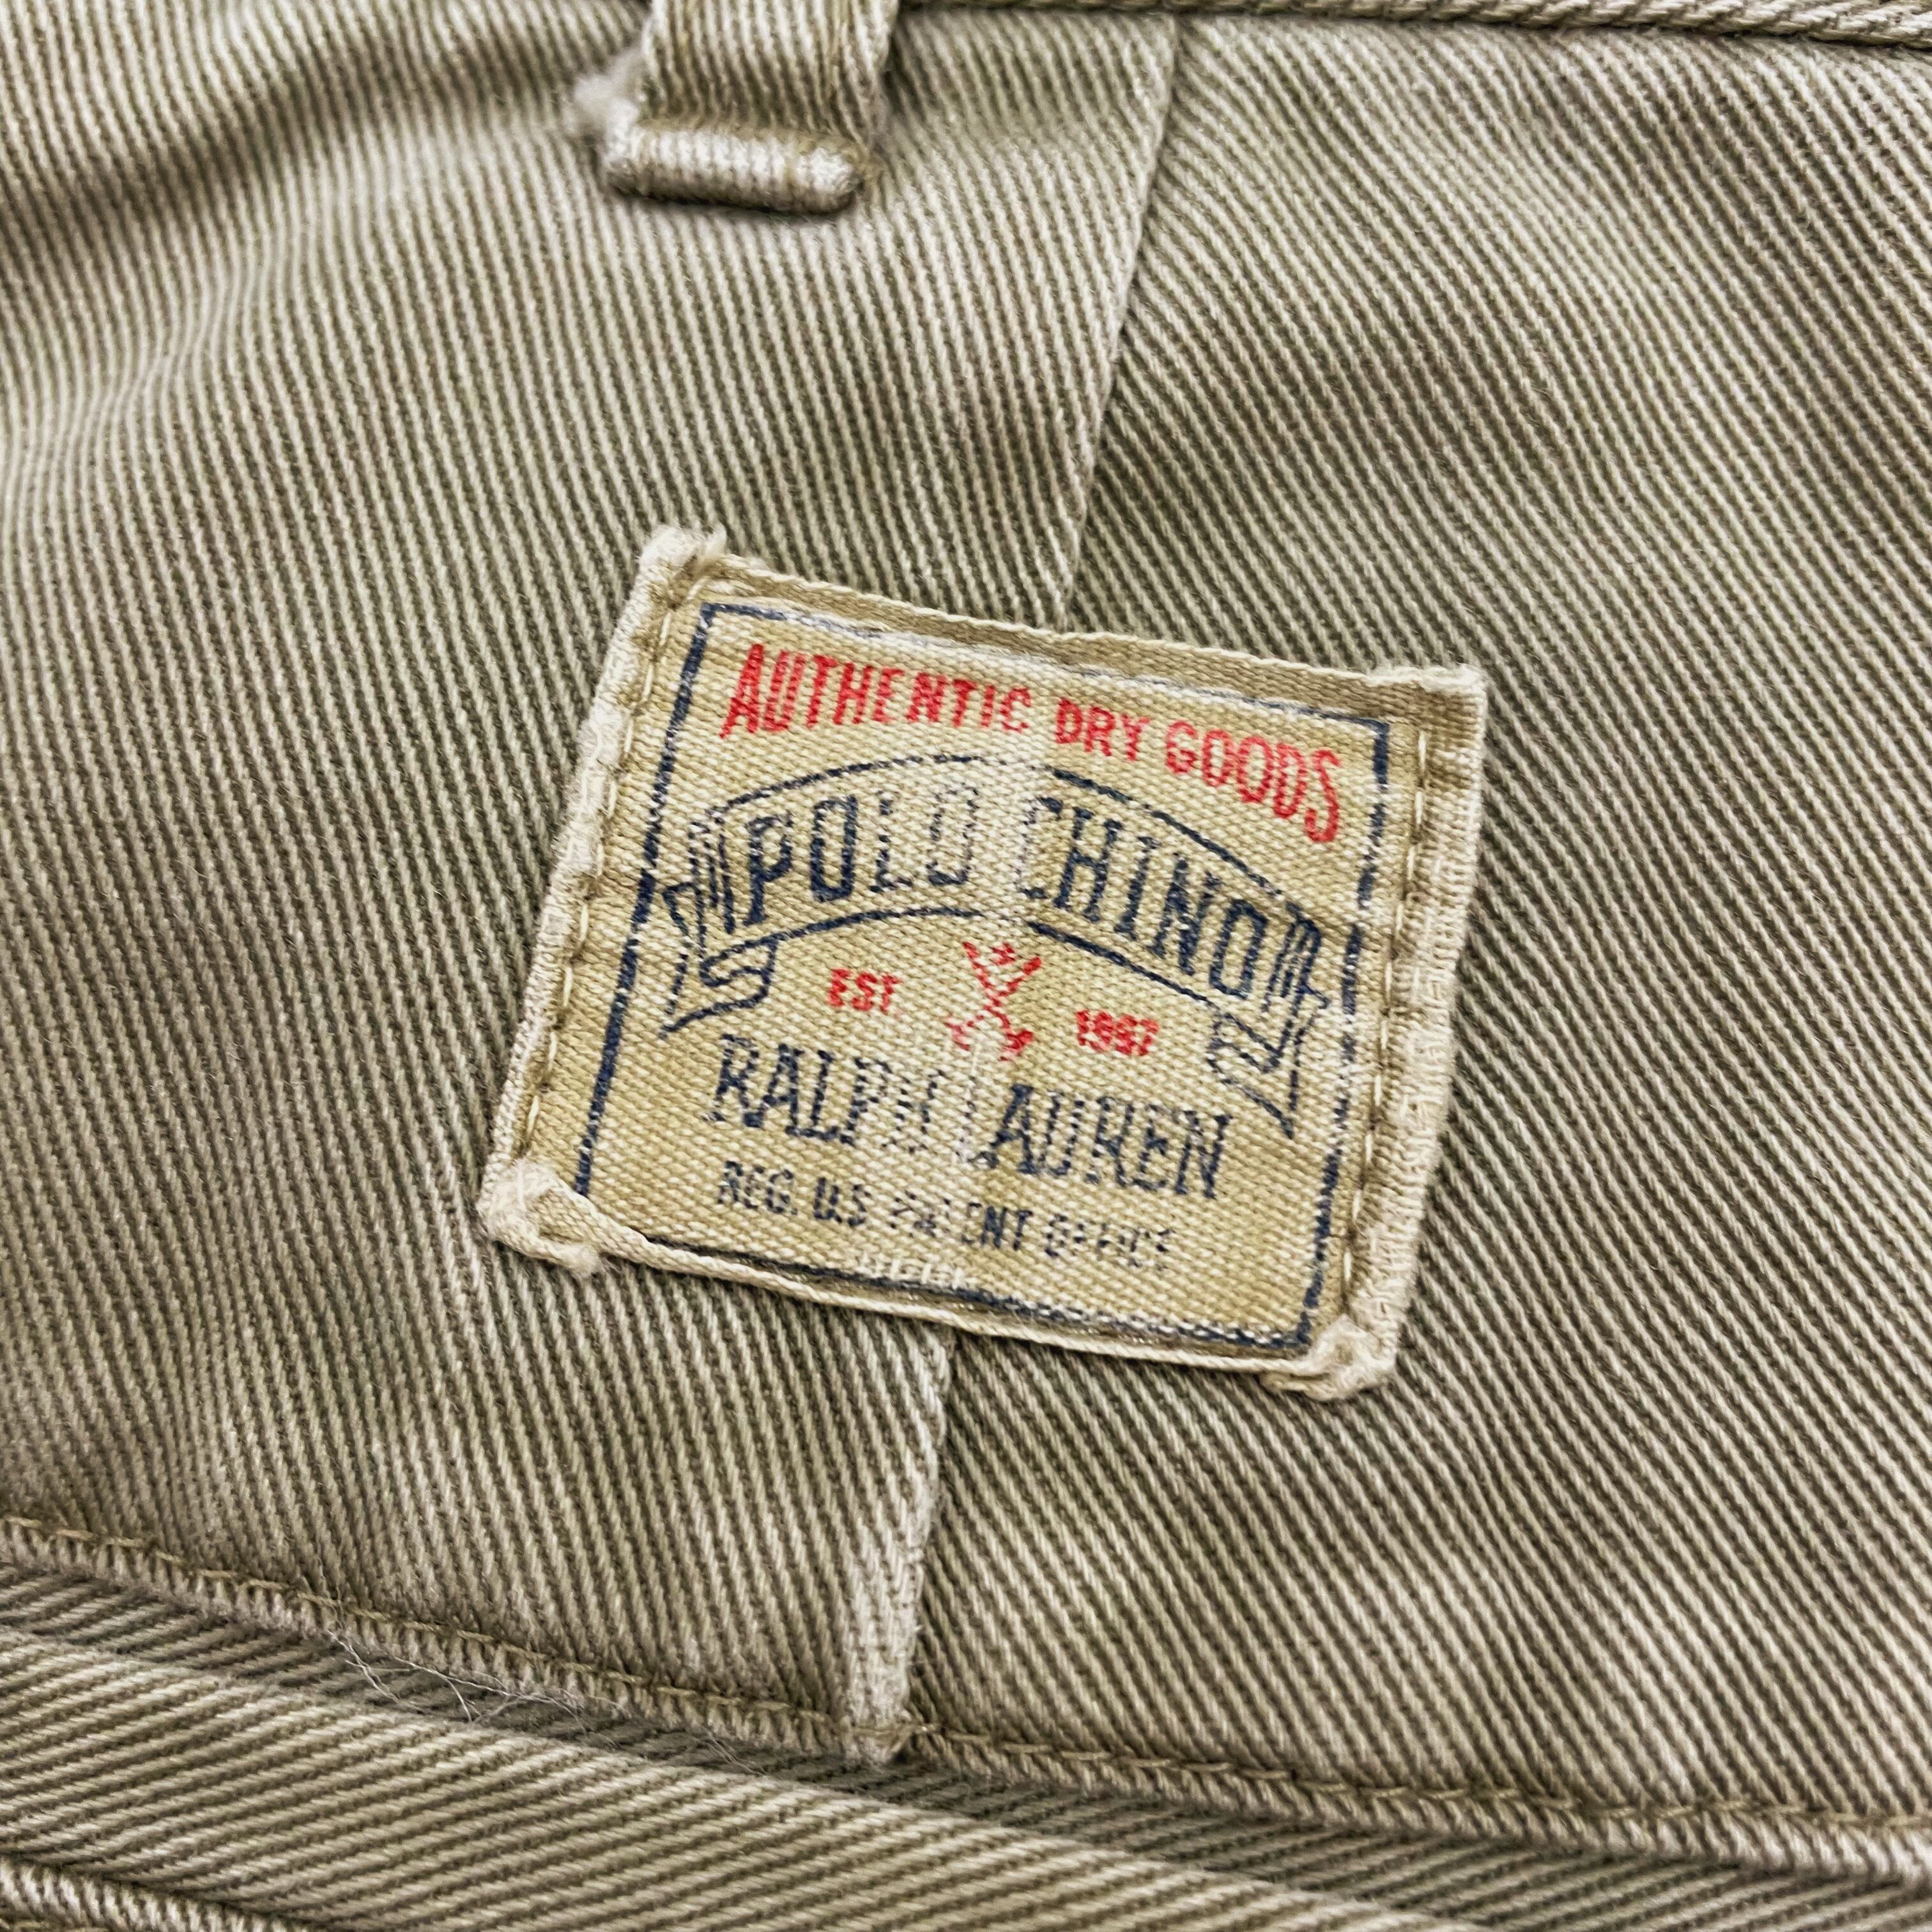 AUTHENTIC DRY GOODS
POLO CHINO
EST 1967
RALPH LAUREN
REG. U.S PATENT OFFICE